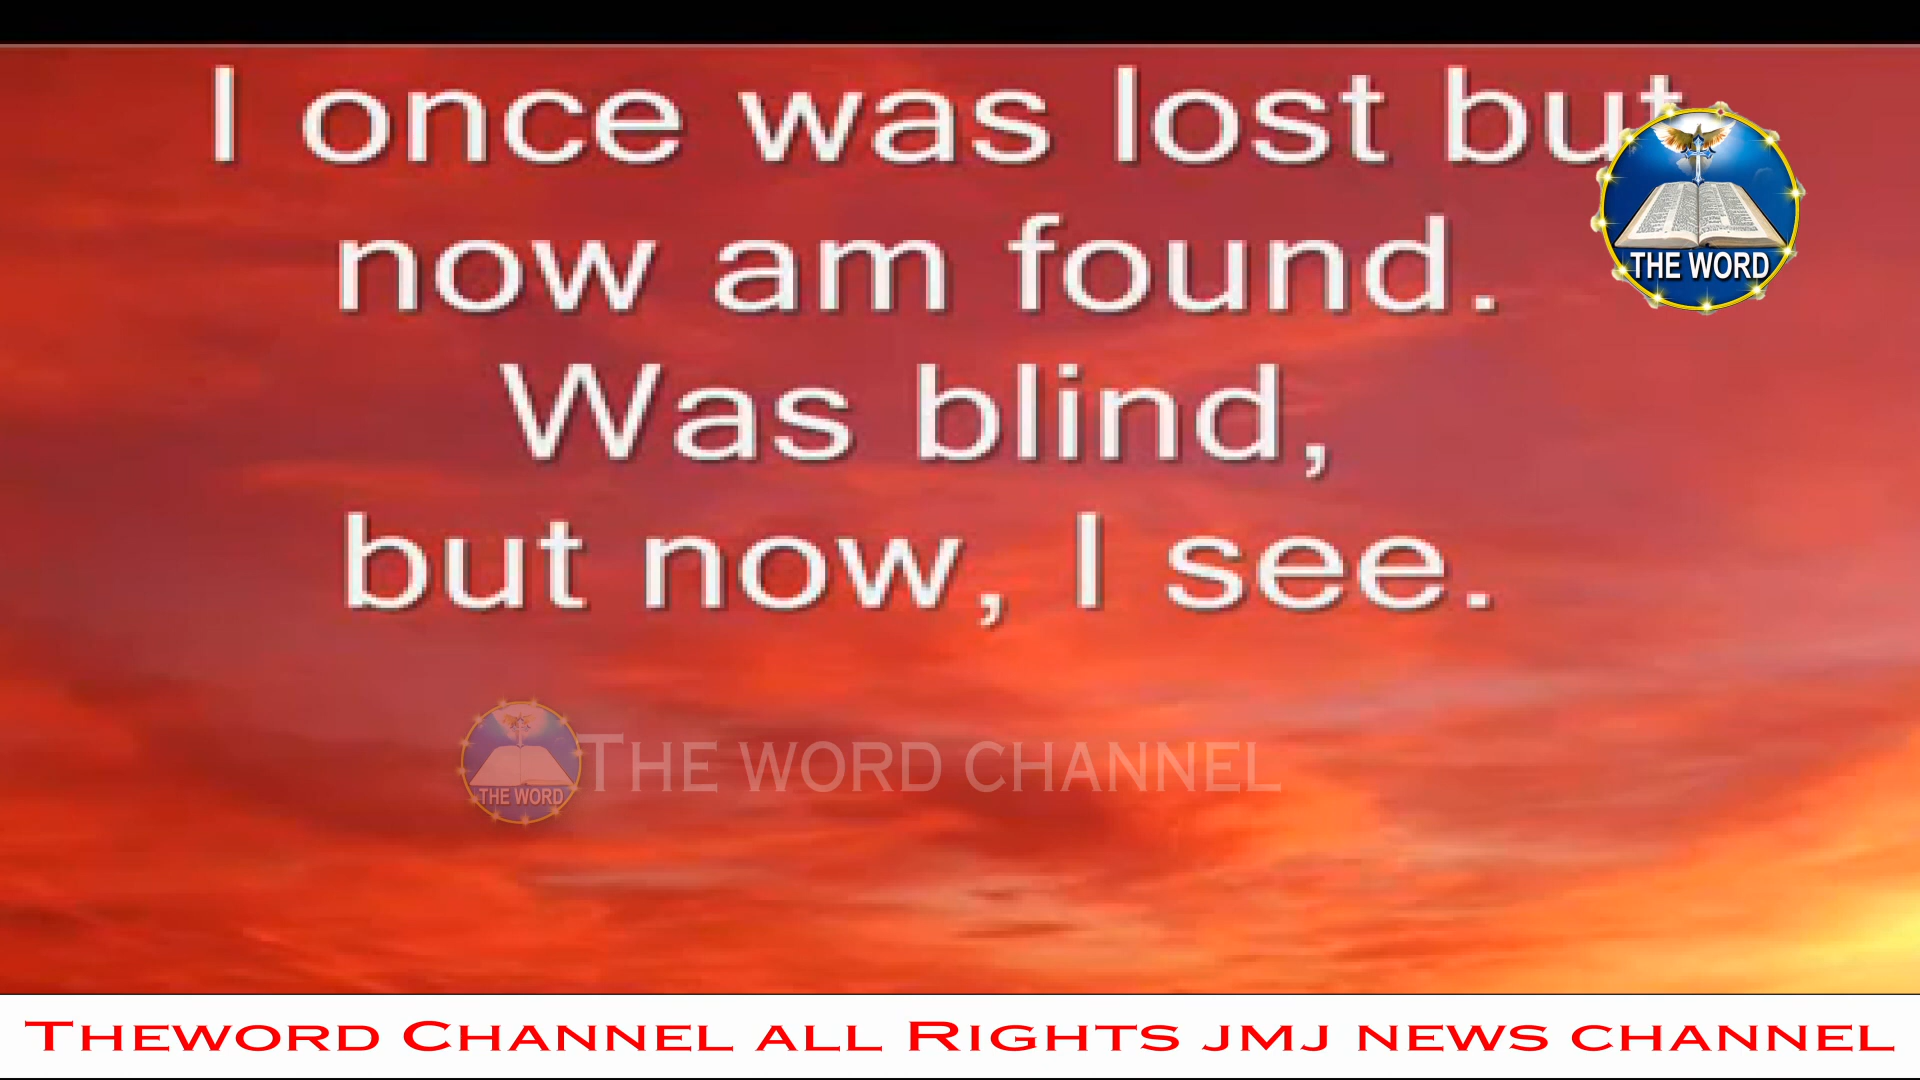 I once was lost but
now am found.
Was blind,
but now, I see.
THE WORD
THE WORD
THE WORD CHANNEL
THEWORD CHANNEL ALL RIGHTS JMJ NEWS CHANNEL